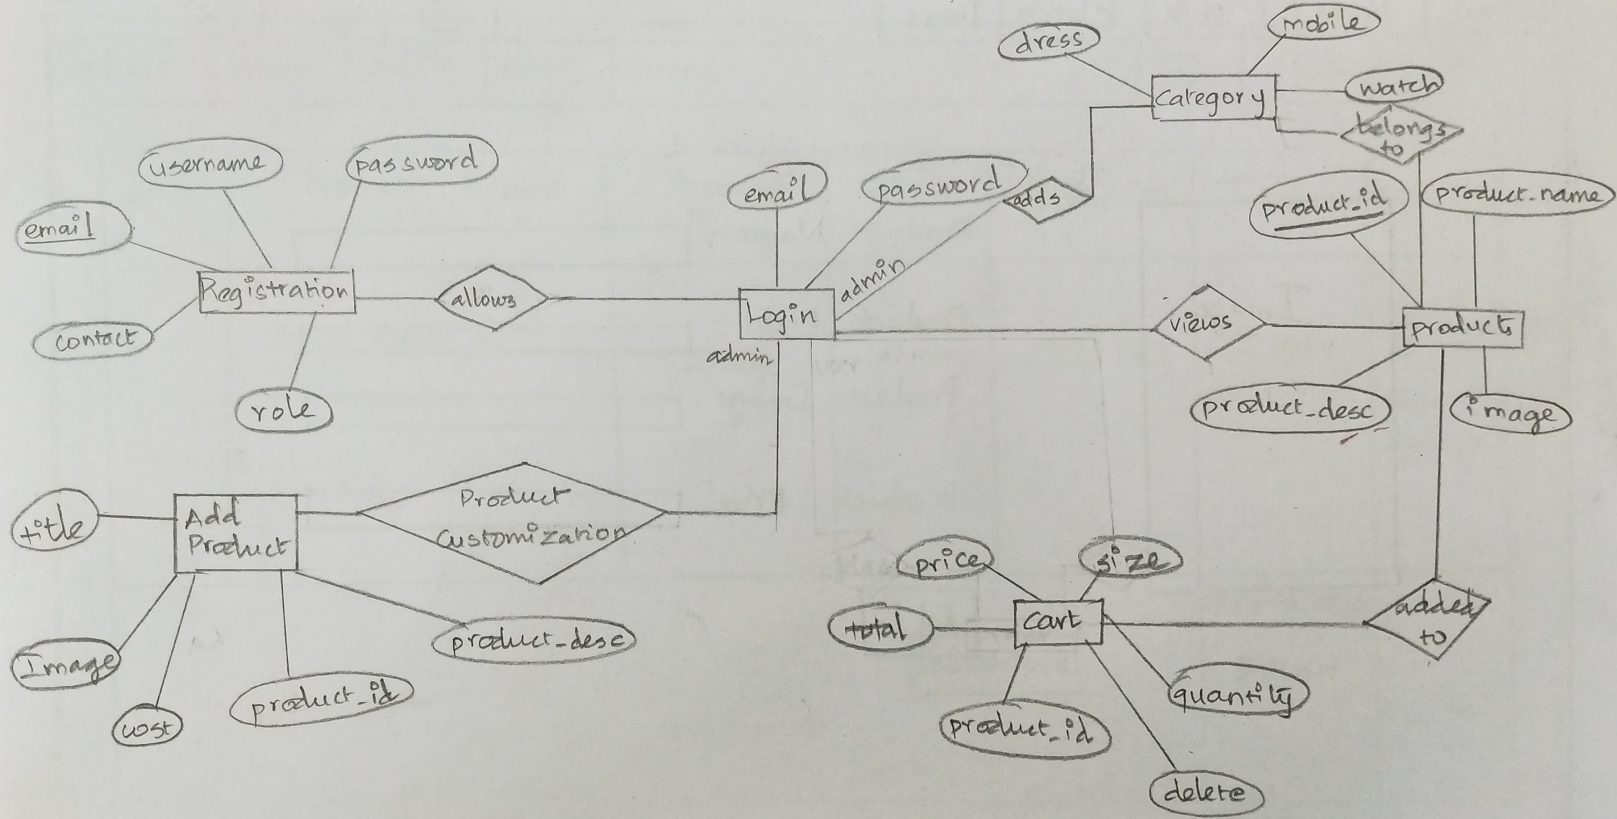 mobile
dress
Category
watch
belongs
to
username
password
email
password
adds
product_id
product_name
email
admin
Registration
allows
Login
views
products
contact
admin
role
product_desc
image
title
Add
Product
Product
Customization
price
size
total
cart
added
to
Image
product_desc
cost
product_id
product_id
quantity
delete